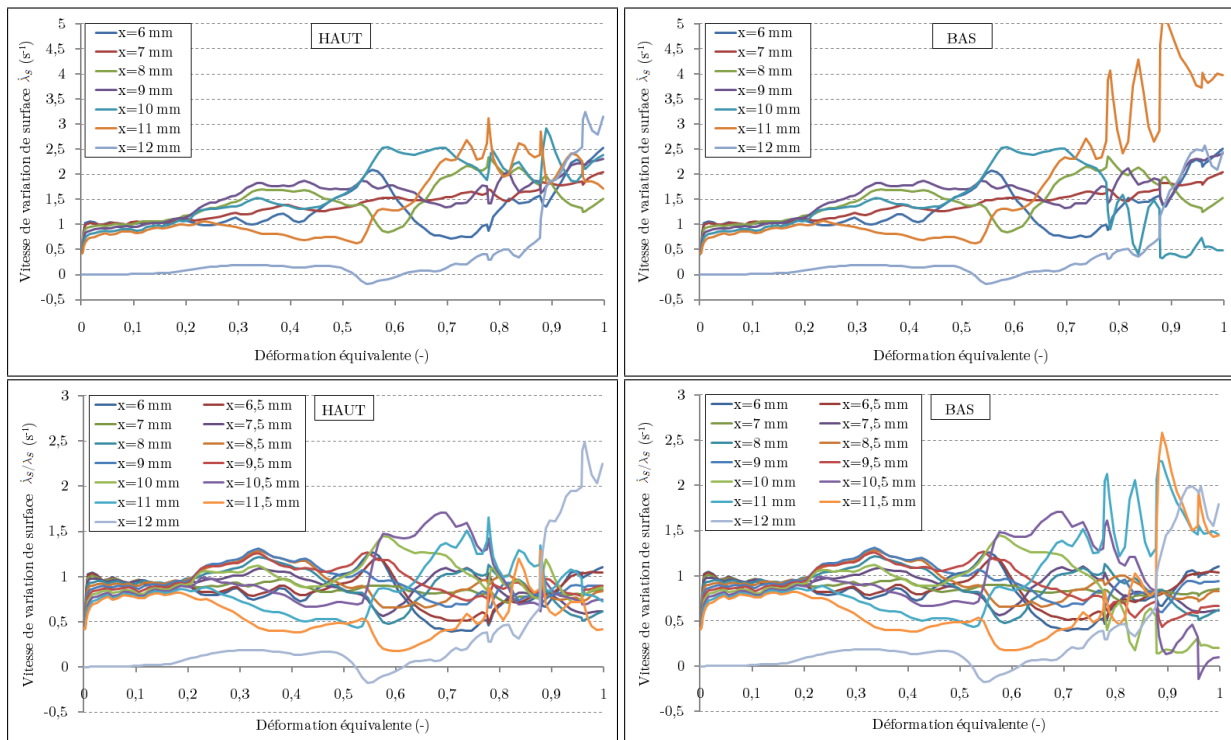 HAUT
Vitesse de variation de surface λ̇s (s⁻¹)
5
4,5
4
3,5
3
2,5
2
1,5
1
0,5
0
-0,5
x=6 mm
x=7 mm
x=8 mm
x=9 mm
x=10 mm
x=11 mm
x=12 mm
0 0,1 0,2 0,3 0,4 0,5 0,6 0,7 0,8 0,9 1
Déformation équivalente (-)
BAS
Vitesse de variation de surface λ̇s (s⁻¹)
5
4,5
4
3,5
3
2,5
2
1,5
1
0,5
0
-0,5
x=6 mm
x=7 mm
x=8 mm
x=9 mm
x=10 mm
x=11 mm
x=12 mm
0 0,1 0,2 0,3 0,4 0,5 0,6 0,7 0,8 0,9 1
Déformation équivalente (-)
HAUT
Vitesse de variation de surface λ̇s/λs (s⁻¹)
3
2,5
2
1,5
1
0,5
0
-0,5
x=6 mm x=6,5 mm
x=7 mm x=7,5 mm
x=8 mm x=8,5 mm
x=9 mm x=9,5 mm
x=10 mm x=10,5 mm
x=11 mm x=11,5 mm
x=12 mm
0 0,1 0,2 0,3 0,4 0,5 0,6 0,7 0,8 0,9 1
Déformation équivalente (-)
BAS
Vitesse de variation de surface λ̇s/λs (s⁻¹)
3
2,5
2
1,5
1
0,5
0
-0,5
x=6 mm x=6,5 mm
x=7 mm x=7,5 mm
x=8 mm x=8,5 mm
x=9 mm x=9,5 mm
x=10 mm x=10,5 mm
x=11 mm x=11,5 mm
x=12 mm
0 0,1 0,2 0,3 0,4 0,5 0,6 0,7 0,8 0,9 1
Déformation équivalente (-)